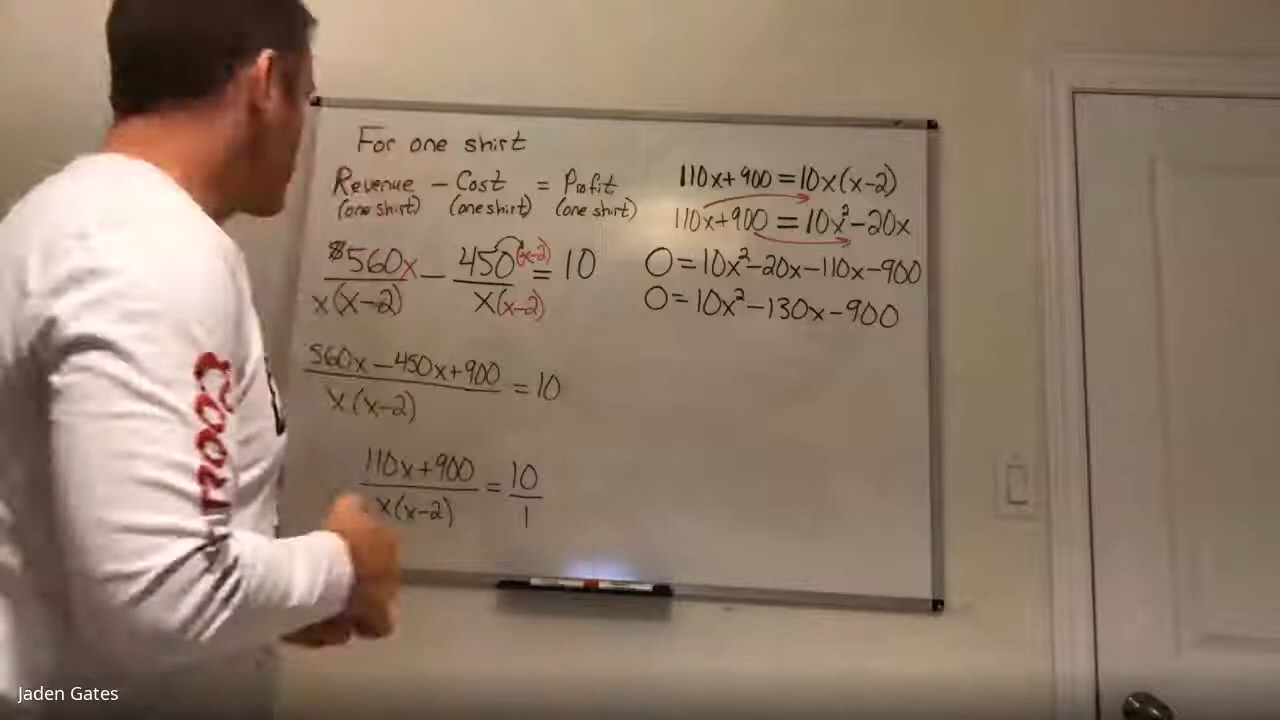 For one shirt
Revenue - Cost = Profit
(one shirt) (one shirt) (one shirt)
$560x/x(x-2) - 450(x-2)/x(x-2) = 10
560x-450x+900/x(x-2) = 10
110x+900/x(x-2) = 10/1
110x+900=10x(x-2)
110x+900=10x²-20x
0=10x²-20x-110x-900
0=10x²-130x-900
Jaden Gates